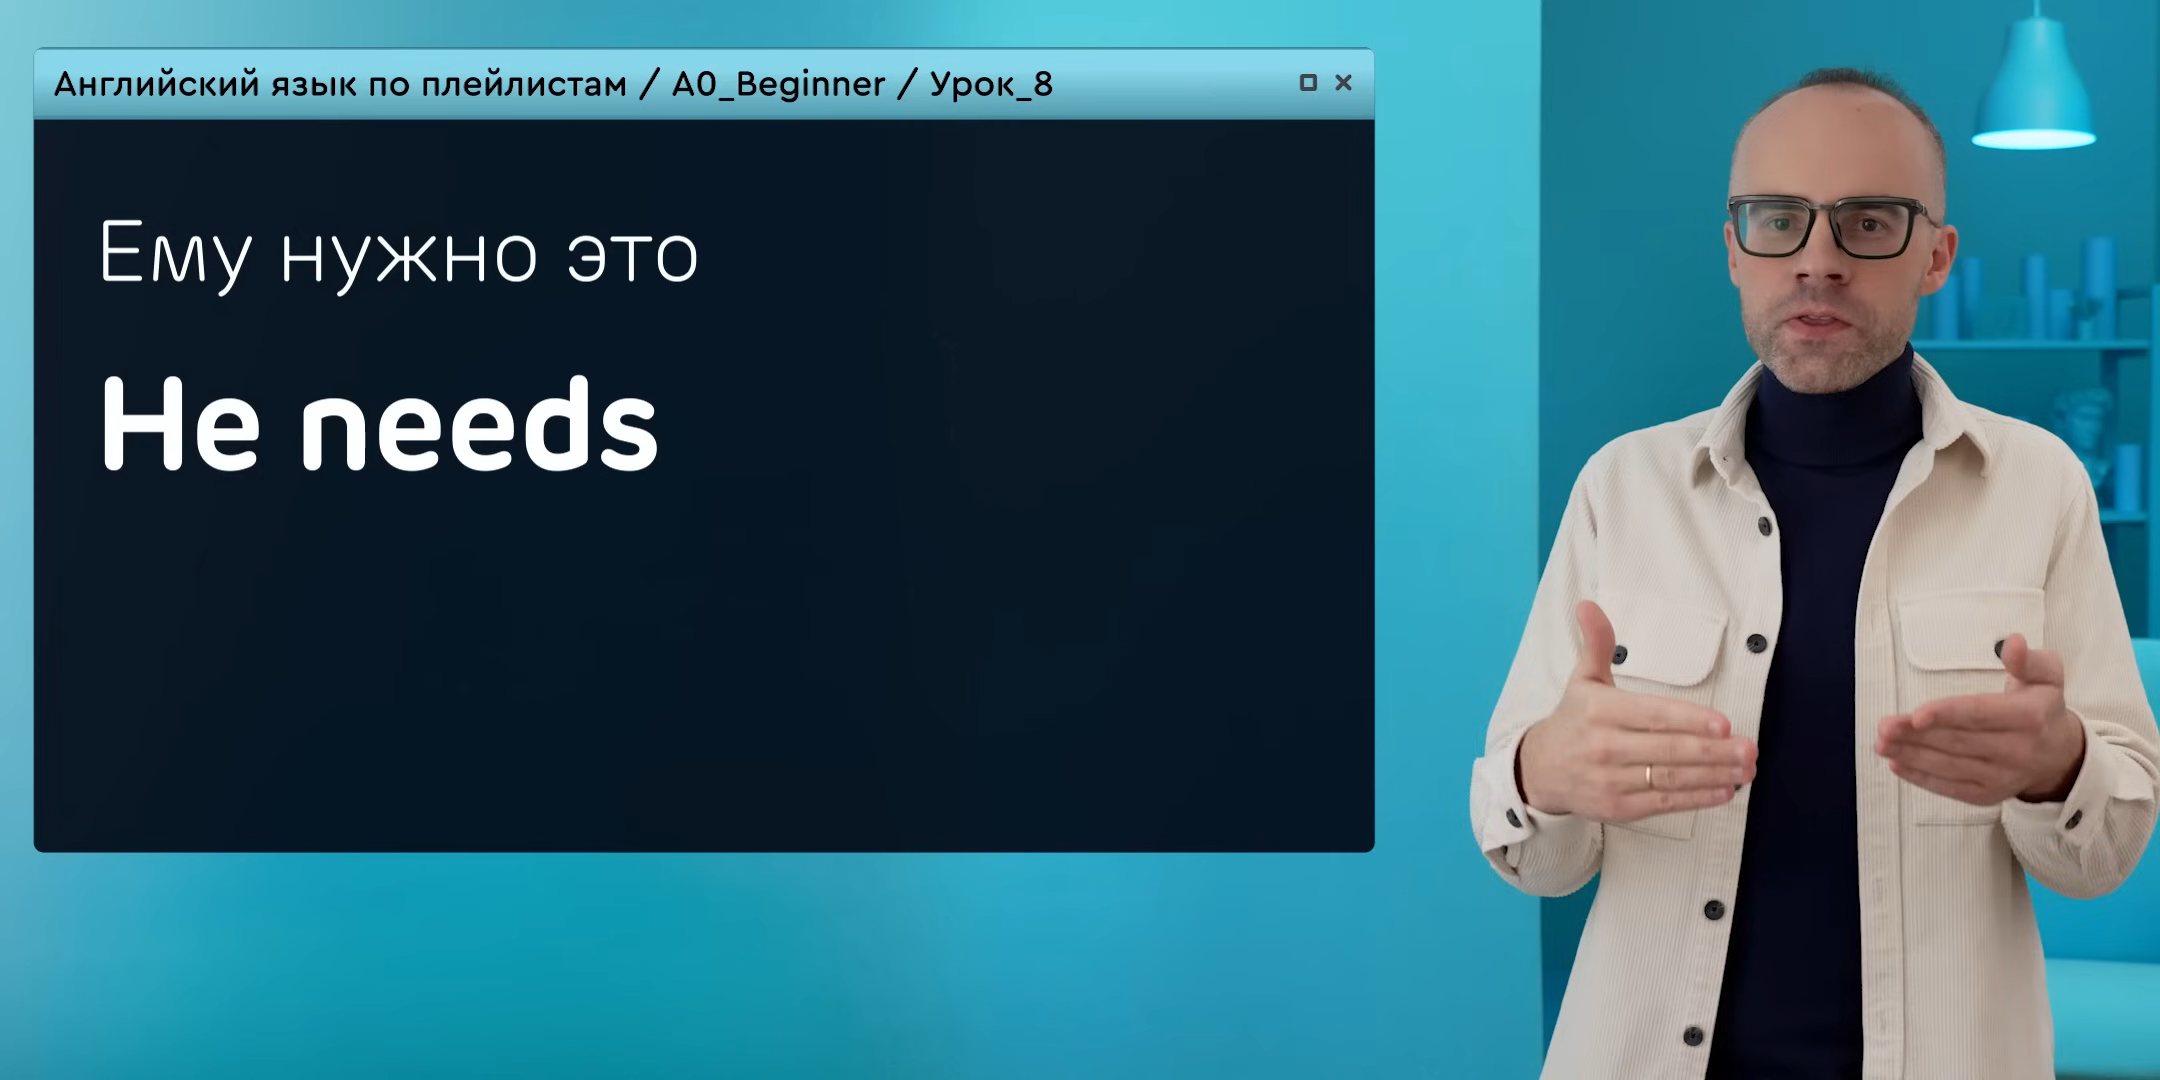 Английский язык по плейлистам / A0_Beginner / Урок_8
Ему нужно это
He needs